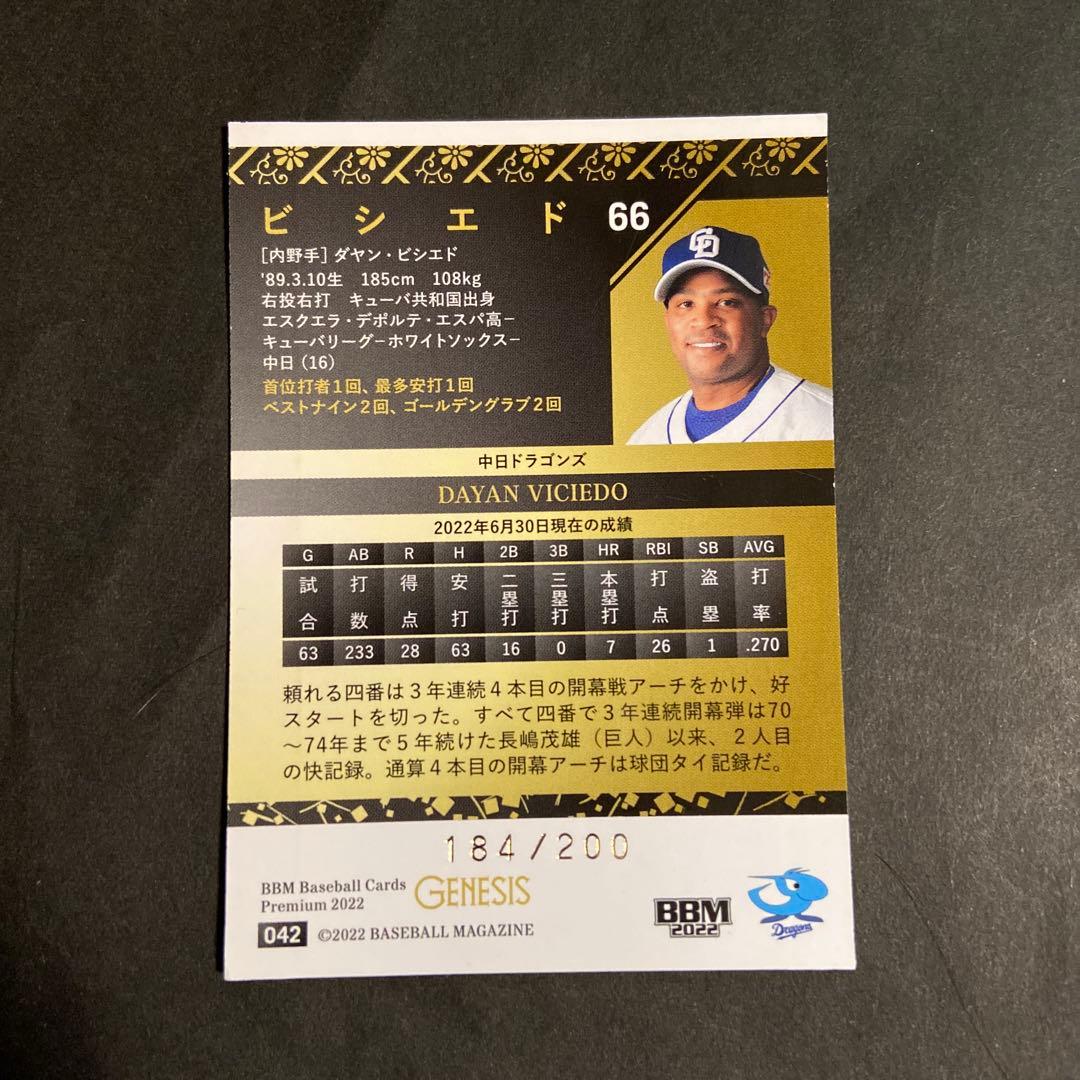 ビシエド 66
[内野手] ダヤン・ビシエド
'89.3.10生 185cm 108kg
右投右打 キューバ共和国出身
エスクエラ・デポルテ・エスパ高−
キューバリーグ−ホワイトソックス−
中日(16)
首位打者1回、最多安打1回
ベストナイン2回、ゴールデングラブ2回
CD
中日ドラゴンズ
DAYAN VICIEDO
2022年6月30日現在の成績
G AB R H 2B 3B HR RBI SB AVG
試合 打数 得点 安打 二塁打 三塁打 本塁打 打点 盗塁 打率
63 233 28 63 16 0 7 26 1 .270
頼れる四番は3年連続4本目の開幕戦アーチをかけ、好
スタートを切った。すべて四番で3年連続開幕弾は70
〜74年まで5年続けた長嶋茂雄(巨人)以来、2人目
の快記録。通算4本目の開幕アーチは球団タイ記録だ。
184/200
BBM Baseball Cards
Premium 2022
GENESIS
042 ©2022 BASEBALL MAGAZINE
BBM
2022
Dragons